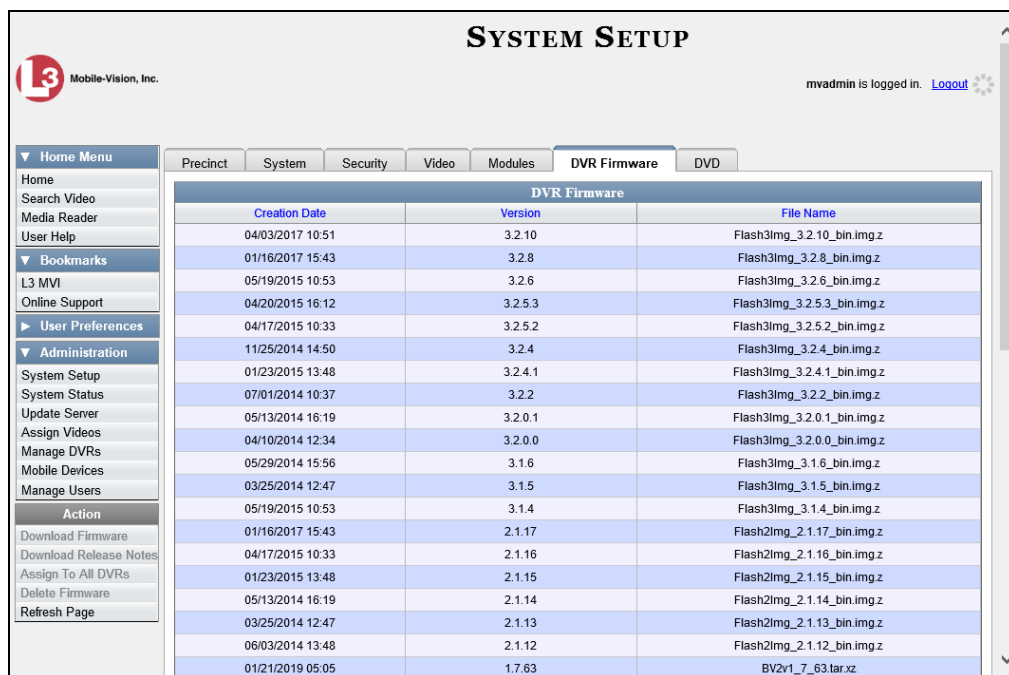 SYSTEM SETUP
L3 Mobile-Vision, Inc.
mvadmin is logged in. Logout
▼ Home Menu
Home
Search Video
Media Reader
User Help
▼ Bookmarks
L3 MVI
Online Support
▶ User Preferences
▼ Administration
System Setup
System Status
Update Server
Assign Videos
Manage DVRs
Mobile Devices
Manage Users
Action
Download Firmware
Download Release Notes
Assign To All DVRs
Delete Firmware
Refresh Page
Precinct System Security Video Modules DVR Firmware DVD
DVR Firmware
Creation Date Version File Name
04/03/2017 10:51 3.2.10 Flash3Img_3.2.10_bin.img.z
01/16/2017 15:43 3.2.8 Flash3Img_3.2.8_bin.img.z
05/19/2015 10:53 3.2.6 Flash3Img_3.2.6_bin.img.z
04/20/2015 16:12 3.2.5.3 Flash3Img_3.2.5.3_bin.img.z
04/17/2015 10:33 3.2.5.2 Flash3Img_3.2.5.2_bin.img.z
11/25/2014 14:50 3.2.4 Flash3Img_3.2.4_bin.img.z
01/23/2015 13:48 3.2.4.1 Flash3Img_3.2.4.1_bin.img.z
07/01/2014 10:37 3.2.2 Flash3Img_3.2.2_bin.img.z
05/13/2014 16:19 3.2.0.1 Flash3Img_3.2.0.1_bin.img.z
04/10/2014 12:34 3.2.0.0 Flash3Img_3.2.0.0_bin.img.z
05/29/2014 15:56 3.1.6 Flash3Img_3.1.6_bin.img.z
03/25/2014 12:47 3.1.5 Flash3Img_3.1.5_bin.img.z
05/19/2015 10:53 3.1.4 Flash3Img_3.1.4_bin.img.z
01/16/2017 15:43 2.1.17 Flash2Img_2.1.17_bin.img.z
04/17/2015 10:33 2.1.16 Flash2Img_2.1.16_bin.img.z
01/23/2015 13:48 2.1.15 Flash2Img_2.1.15_bin.img.z
05/13/2014 16:19 2.1.14 Flash2Img_2.1.14_bin.img.z
03/25/2014 12:47 2.1.13 Flash2Img_2.1.13_bin.img.z
06/03/2014 13:48 2.1.12 Flash2Img_2.1.12_bin.img.z
01/21/2019 05:05 1.7.63 BV2v1_7_63.tar.xz